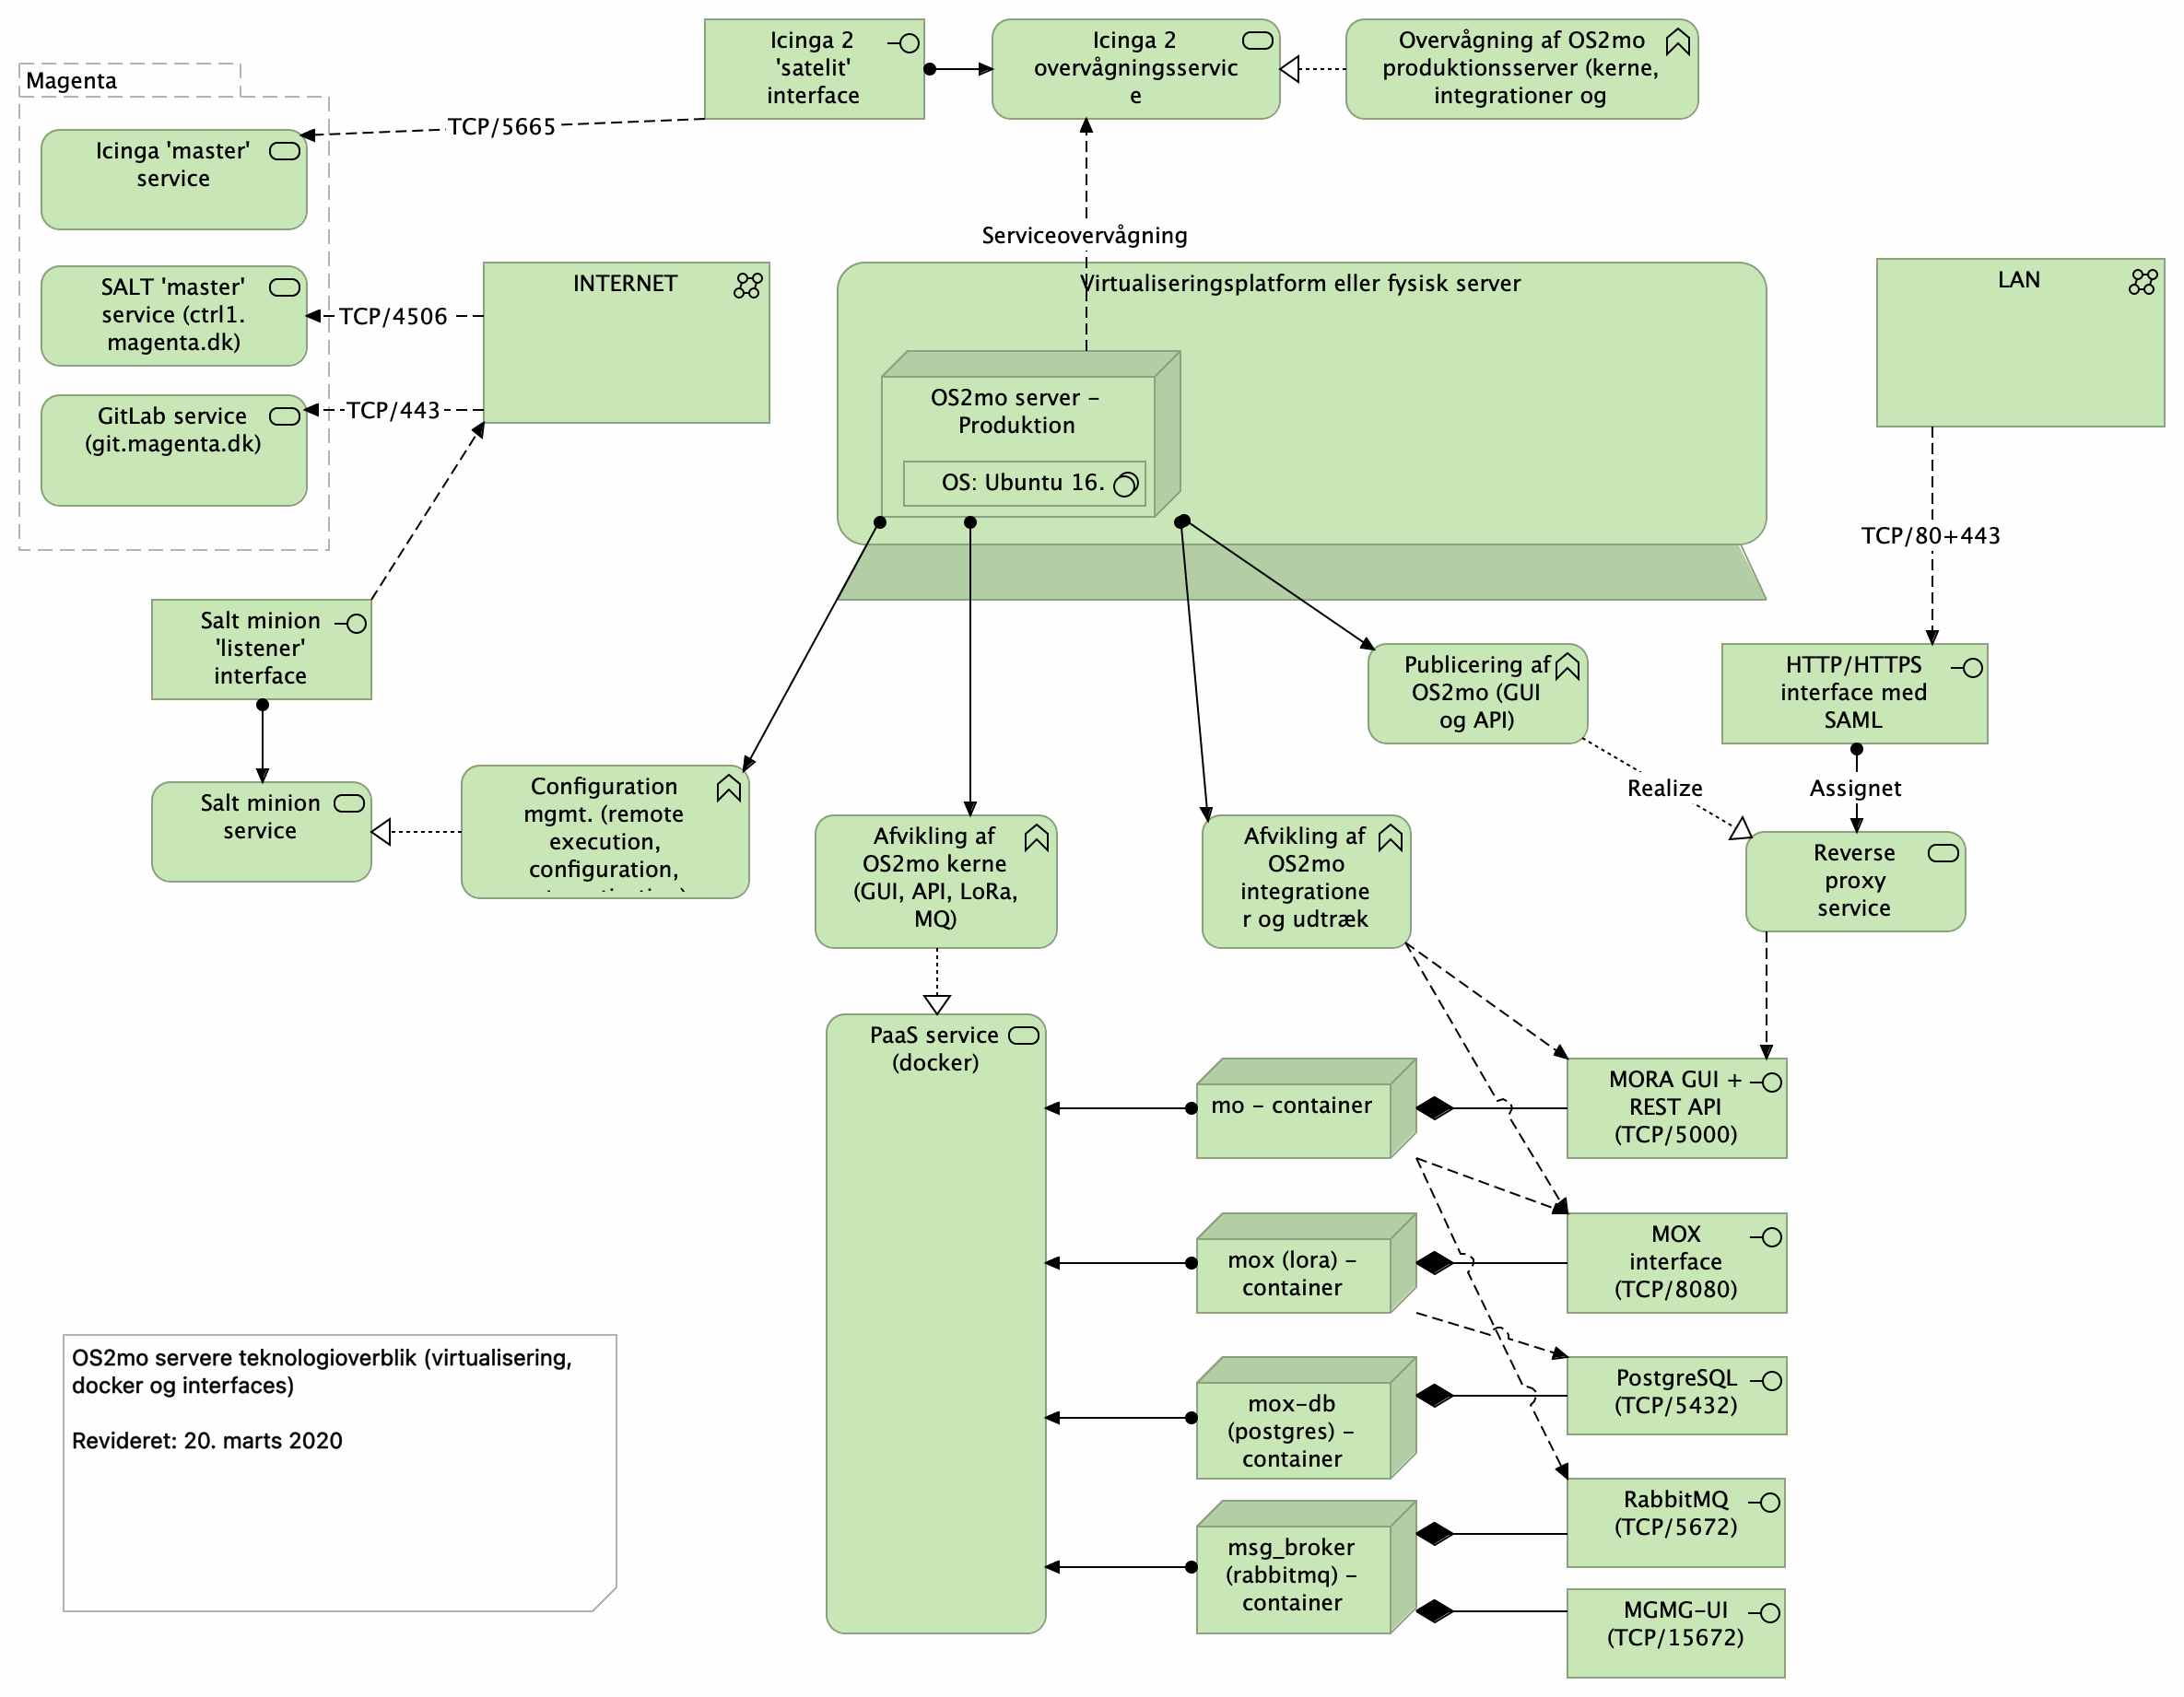 Icinga 2
'satelit'
interface
Icinga 2
overvågningsservic
e
Overvågning af OS2mo
produktionsserver (kerne,
integrationer og
Magenta
TCP/5665
Icinga 'master'
service
SALT 'master'
service (ctrl1.
magenta.dk)
TCP/4506
GitLab service
(git.magenta.dk)
TCP/443
INTERNET
Serviceovervågning
Virtualiseringsplatform eller fysisk server
OS2mo server –
Produktion
OS: Ubuntu 16.
LAN
TCP/80+443
Salt minion
'listener'
interface
Salt minion
service
Configuration
mgmt. (remote
execution,
configuration,
Afvikling af
OS2mo kerne
(GUI, API, LoRa,
MQ)
Afvikling af
OS2mo
integratione
r og udtræk
Publicering af
OS2mo (GUI
og API)
Realize
HTTP/HTTPS
interface med
SAML
Assignet
Reverse
proxy
service
PaaS service
(docker)
mo – container
MORA GUI +
REST API
(TCP/5000)
mox (lora) –
container
MOX
interface
(TCP/8080)
mox–db
(postgres) –
container
PostgreSQL
(TCP/5432)
msg_broker
(rabbitmq) –
container
RabbitMQ
(TCP/5672)
MGMG–UI
(TCP/15672)
OS2mo servere teknologioverblik (virtualisering,
docker og interfaces)
Revideret: 20. marts 2020